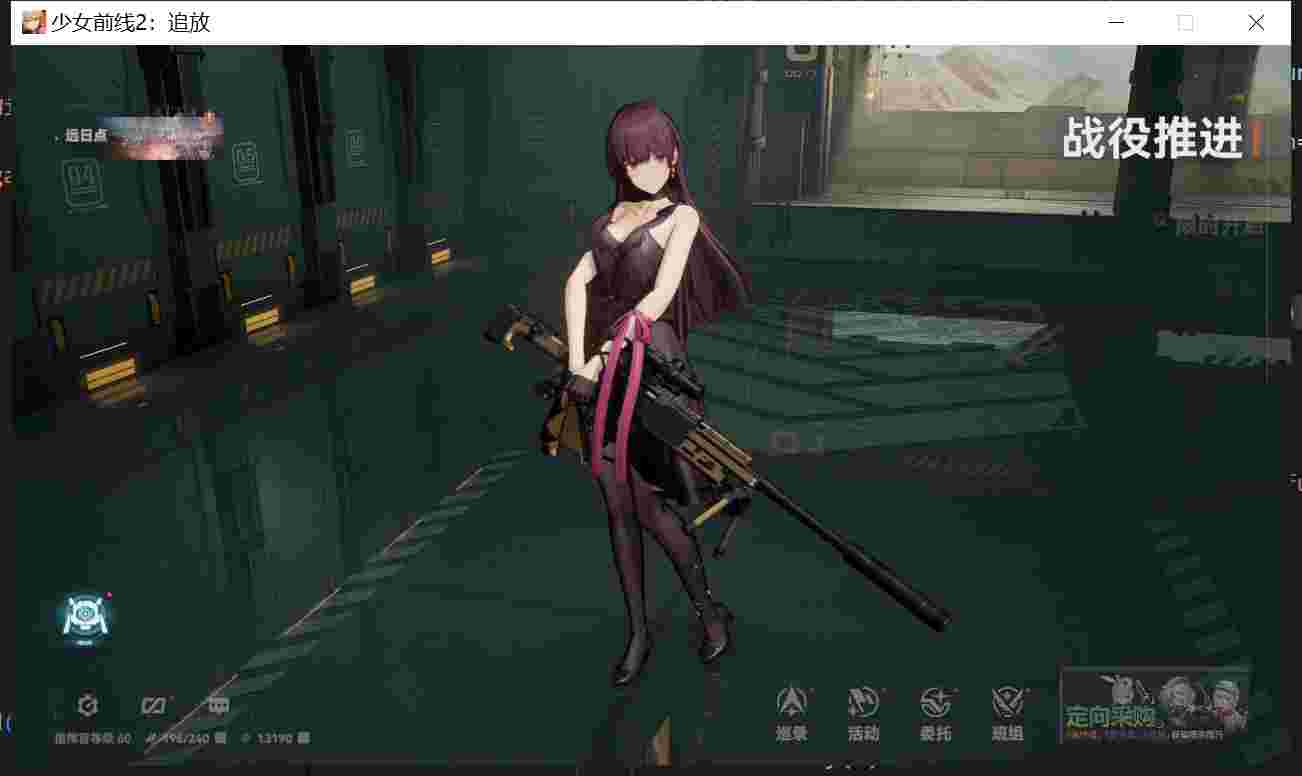 少女前线2：追放
远日点
战役推进
限时开启
04
指挥官等级 60
196/240
13190
巡录
活动
委托
班组
定向采购